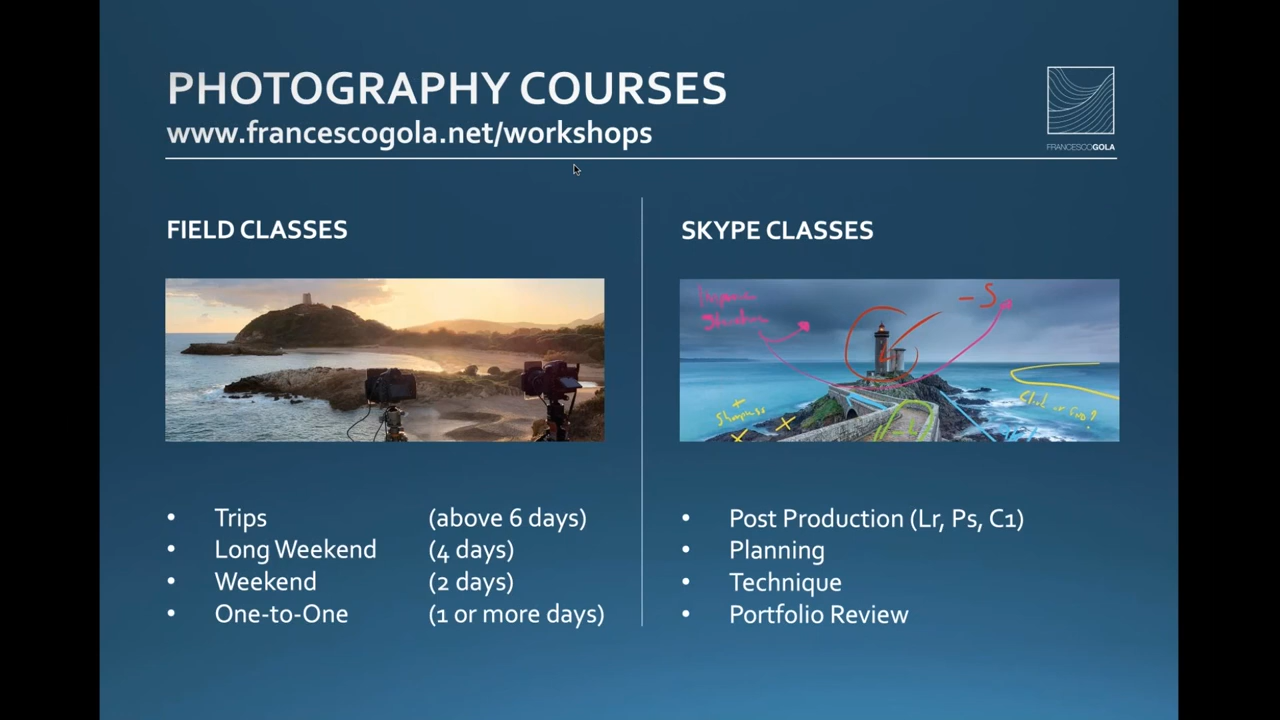 PHOTOGRAPHY COURSES
www.francescogola.net/workshops
FRANCESCOGOLA
FIELD CLASSES
• Trips (above 6 days)
• Long Weekend (4 days)
• Weekend (2 days)
• One-to-One (1 or more days)
SKYPE CLASSES
-S
Sharpness
• Post Production (Lr, Ps, C1)
• Planning
• Technique
• Portfolio Review